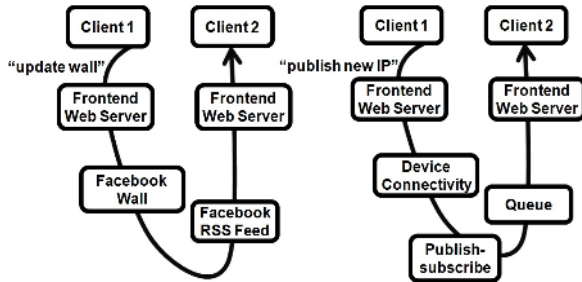 Client 1
Client 2
"update wall"
Frontend
Web Server
Frontend
Web Server
Facebook
Wall
Facebook
RSS Feed
Client 1
Client 2
"publish new IP"
Frontend
Web Server
Frontend
Web Server
Device
Connectivity
Queue
Publish-
subscribe